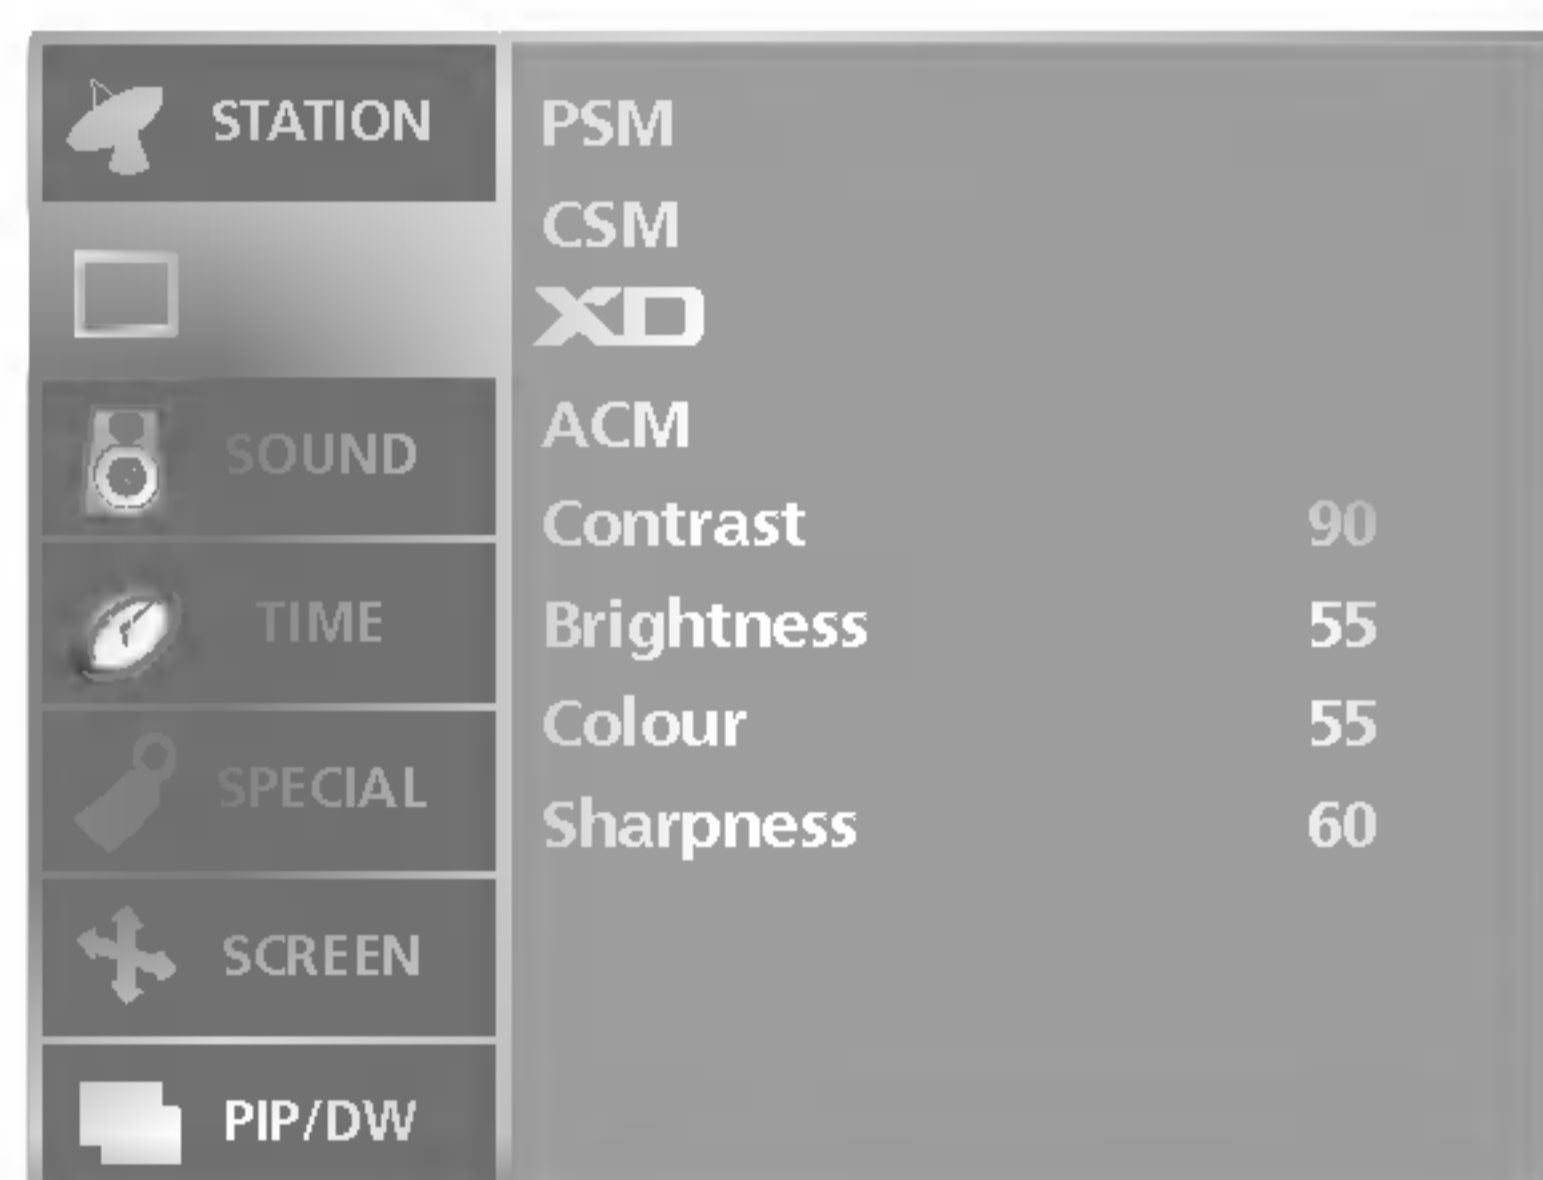 STATION
SOUND
TIME
SPECIAL
SCREEN
PIP/DW
PSM
CSM
XD
ACM
Contrast 90
Brightness 55
Colour 55
Sharpness 60